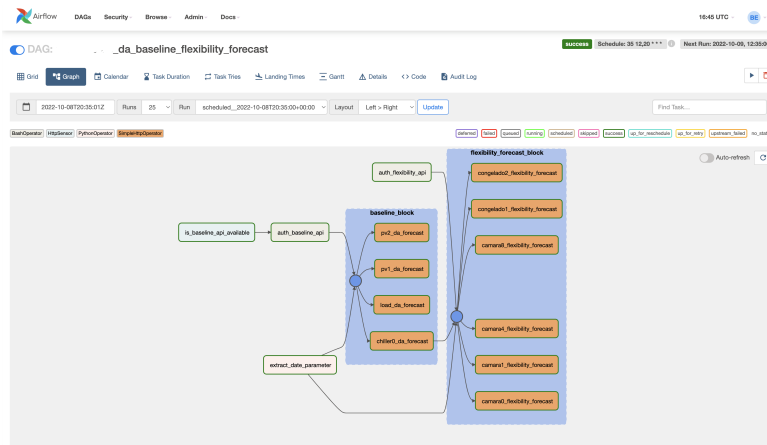 Airflow DAGs Security Browse Admin Docs 16:45 UTC BE
DAG: _da_baseline_flexibility_forecast success Schedule: 35 12,20 * * * Next Run: 2022-10-09, 12:35:00
Grid Graph Calendar Task Duration Task Tries Landing Times Gantt Details <> Code Audit Log
2022-10-08T20:35:01Z Runs 25 Run scheduled__2022-10-08T20:35:00+00:00 Layout Left > Right Update Find Task...
BashOperator HttpSensor PythonOperator SimpleHttpOperator deferred failed queued running scheduled skipped success up_for_reschedule up_for_retry upstream_failed no_stat
Auto-refresh
flexibility_forecast_block
auth_flexibility_api
congelado2_flexibility_forecast
congelado1_flexibility_forecast
baseline_block
is_baseline_api_available auth_baseline_api pv2_da_forecast
camara8_flexibility_forecast
pv1_da_forecast
load_da_forecast
camara4_flexibility_forecast
chiller0_da_forecast
extract_date_parameter
camara1_flexibility_forecast
camara0_flexibility_forecast